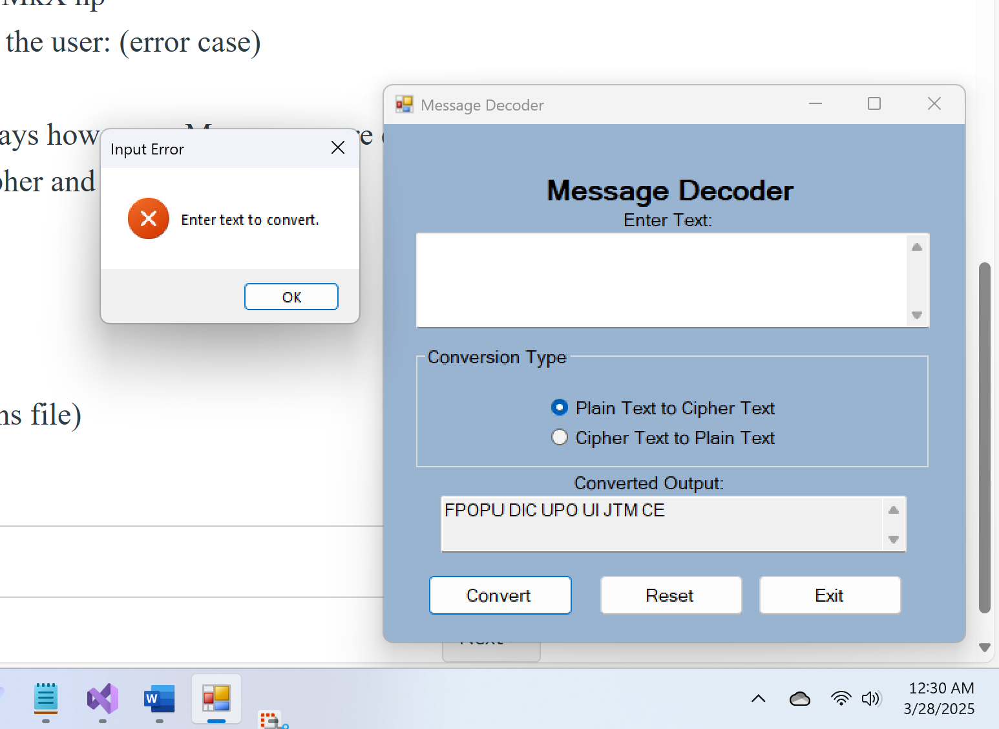 the user: (error case)
ays how
Input Error
Enter text to convert.
OK
her and
ns file)
Message Decoder
Message Decoder
Enter Text:
Conversion Type
Plain Text to Cipher Text
Cipher Text to Plain Text
Converted Output:
FPOPU DIC UPO UI JTM CE
Convert
Reset
Exit
Next
W
12:30 AM
3/28/2025